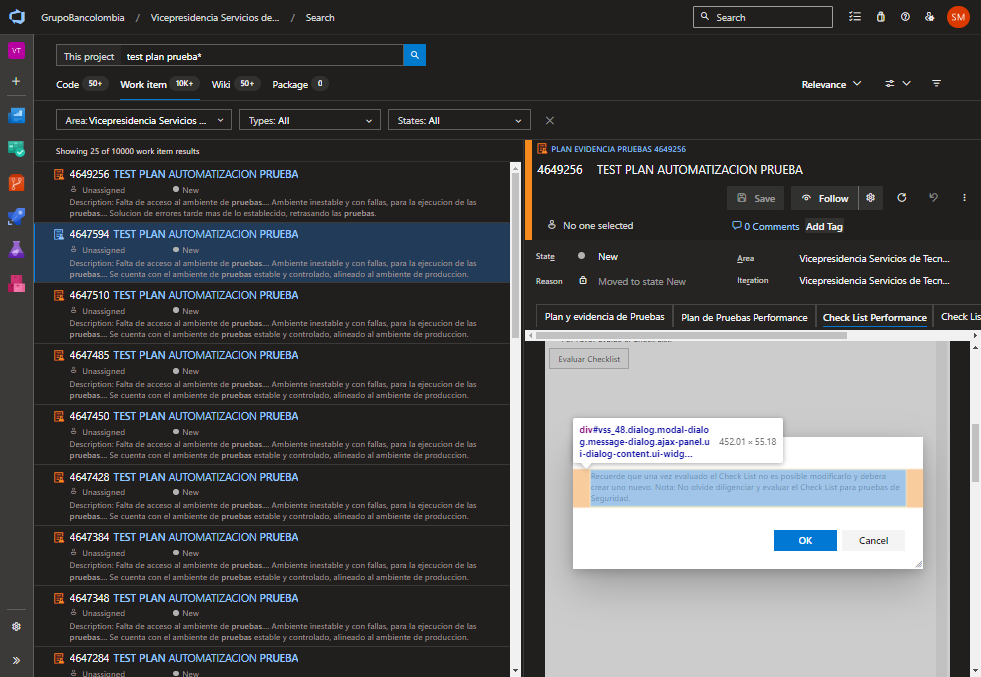 GrupoBancolombia / Vicepresidencia Servicios de... / Search
Search
SM
VT
This project test plan prueba*
Code 50+ Work item 10K+ Wiki 50+ Package 0
Relevance
Area: Vicepresidencia Servicios ... Types: All States: All
Showing 25 of 10000 work item results
4649256 TEST PLAN AUTOMATIZACION PRUEBA
Unassigned New
Description: Falta de acceso al ambiente de pruebas... Ambiente inestable y con fallas, para la ejecucion de las
pruebas... Solucion de errores tarde mas de lo establecido, retrasando las pruebas.
4647594 TEST PLAN AUTOMATIZACION PRUEBA
Unassigned New
Description: Falta de acceso al ambiente de pruebas... Ambiente inestable y con fallas, para la ejecucion de las
pruebas... Se cuenta con el ambiente de pruebas estable y controlado, alineado al ambiente de produccion.
4647510 TEST PLAN AUTOMATIZACION PRUEBA
Unassigned New
Description: Falta de acceso al ambiente de pruebas... Ambiente inestable y con fallas, para la ejecucion de las
pruebas... Se cuenta con el ambiente de pruebas estable y controlado, alineado al ambiente de produccion.
4647485 TEST PLAN AUTOMATIZACION PRUEBA
Unassigned New
Description: Falta de acceso al ambiente de pruebas... Ambiente inestable y con fallas, para la ejecucion de las
pruebas... Se cuenta con el ambiente de pruebas estable y controlado, alineado al ambiente de produccion.
4647450 TEST PLAN AUTOMATIZACION PRUEBA
Unassigned New
Description: Falta de acceso al ambiente de pruebas... Ambiente inestable y con fallas, para la ejecucion de las
pruebas... Se cuenta con el ambiente de pruebas estable y controlado, alineado al ambiente de produccion.
4647428 TEST PLAN AUTOMATIZACION PRUEBA
Unassigned New
Description: Falta de acceso al ambiente de pruebas... Ambiente inestable y con fallas, para la ejecucion de las
pruebas... Se cuenta con el ambiente de pruebas estable y controlado, alineado al ambiente de produccion.
4647384 TEST PLAN AUTOMATIZACION PRUEBA
Unassigned New
Description: Falta de acceso al ambiente de pruebas... Ambiente inestable y con fallas, para la ejecucion de las
pruebas... Se cuenta con el ambiente de pruebas estable y controlado, alineado al ambiente de produccion.
4647348 TEST PLAN AUTOMATIZACION PRUEBA
Unassigned New
Description: Falta de acceso al ambiente de pruebas... Ambiente inestable y con fallas, para la ejecucion de las
pruebas... Se cuenta con el ambiente de pruebas estable y controlado, alineado al ambiente de produccion.
4647284 TEST PLAN AUTOMATIZACION PRUEBA
Unassigned New
PLAN EVIDENCIA PRUEBAS 4649256
4649256 TEST PLAN AUTOMATIZACION PRUEBA
Save Follow
No one selected 0 Comments Add Tag
State New Area Vicepresidencia Servicios de Tecn...
Reason Moved to state New Iteration Vicepresidencia Servicios de Tecn...
Plan y evidencia de Pruebas Plan de Pruebas Performance Check List Performance Check Lis
Evaluar Checklist
div#vss_48.dialog.modal-dialo
g.message-dialog.ajax-panel.u 452.01 × 55.18
i-dialog-content.ui-widg...
Recuerde que una vez evaluado el Check List no es posible modificarlo y debera
crear uno nuevo. Nota: No olvide diligenciar y evaluar el Check List para pruebas de
Seguridad.
OK Cancel